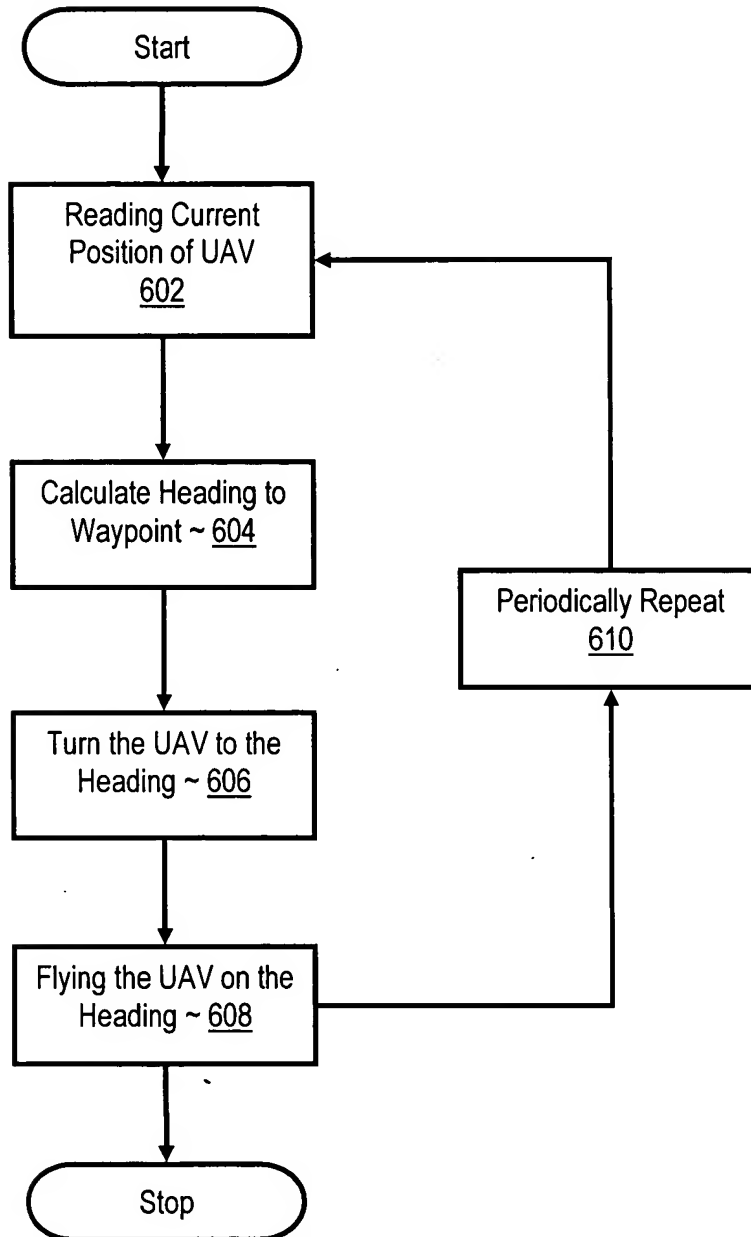 Start
Reading Current
Position of UAV
602
Calculate Heading to
Waypoint ~ 604
Periodically Repeat
610
Turn the UAV to the
Heading ~ 606
Flying the UAV on the
Heading ~ 608
Stop